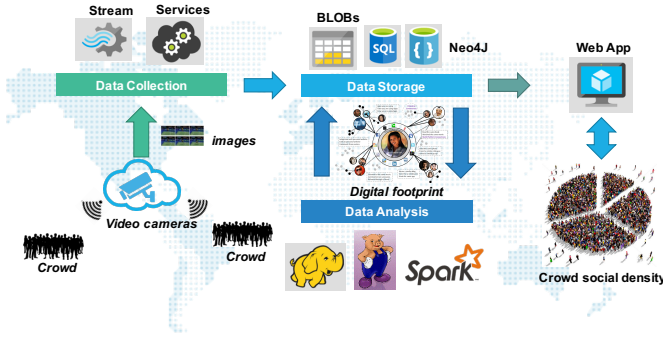 Stream
Services
BLOBs
SQL
{ }
Neo4J
Web App
Data Collection
Data Storage
images
Digital footprint
Video cameras
Data Analysis
Crowd
Crowd
Spark
Crowd social density